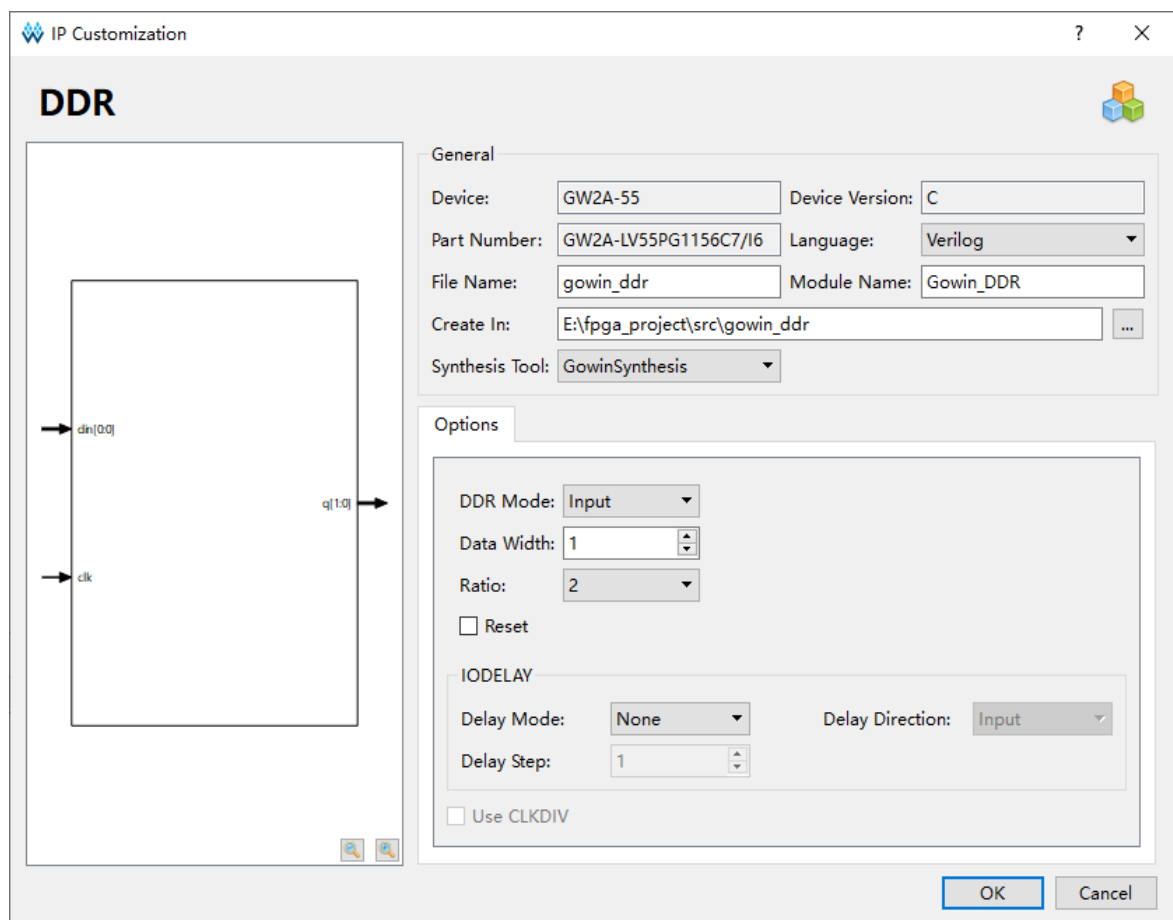 IP Customization
?
DDR
General
Device: GW2A-55 Device Version: C
Part Number: GW2A-LV55PG1156C7/I6 Language: Verilog
File Name: gowin_ddr Module Name: Gowin_DDR
Create In: E:\fpga_project\src\gowin_ddr ...
Synthesis Tool: GowinSynthesis
din[0:0]
q[1:0]
clk
Options
DDR Mode: Input
Data Width: 1
Ratio: 2
Reset
IODELAY
Delay Mode: None Delay Direction: Input
Delay Step: 1
Use CLKDIV
OK Cancel